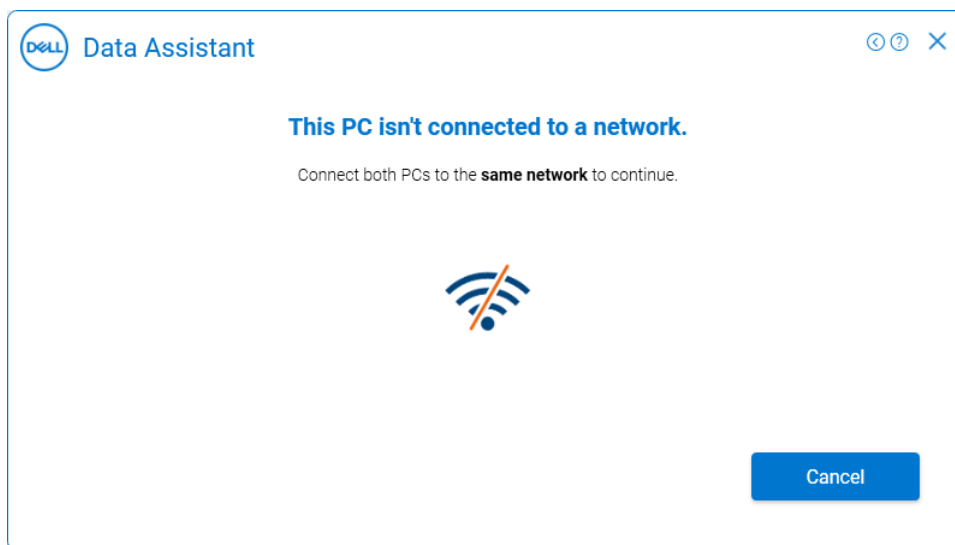 DELL
Data Assistant
This PC isn't connected to a network.
Connect both PCs to the same network to continue.
Cancel